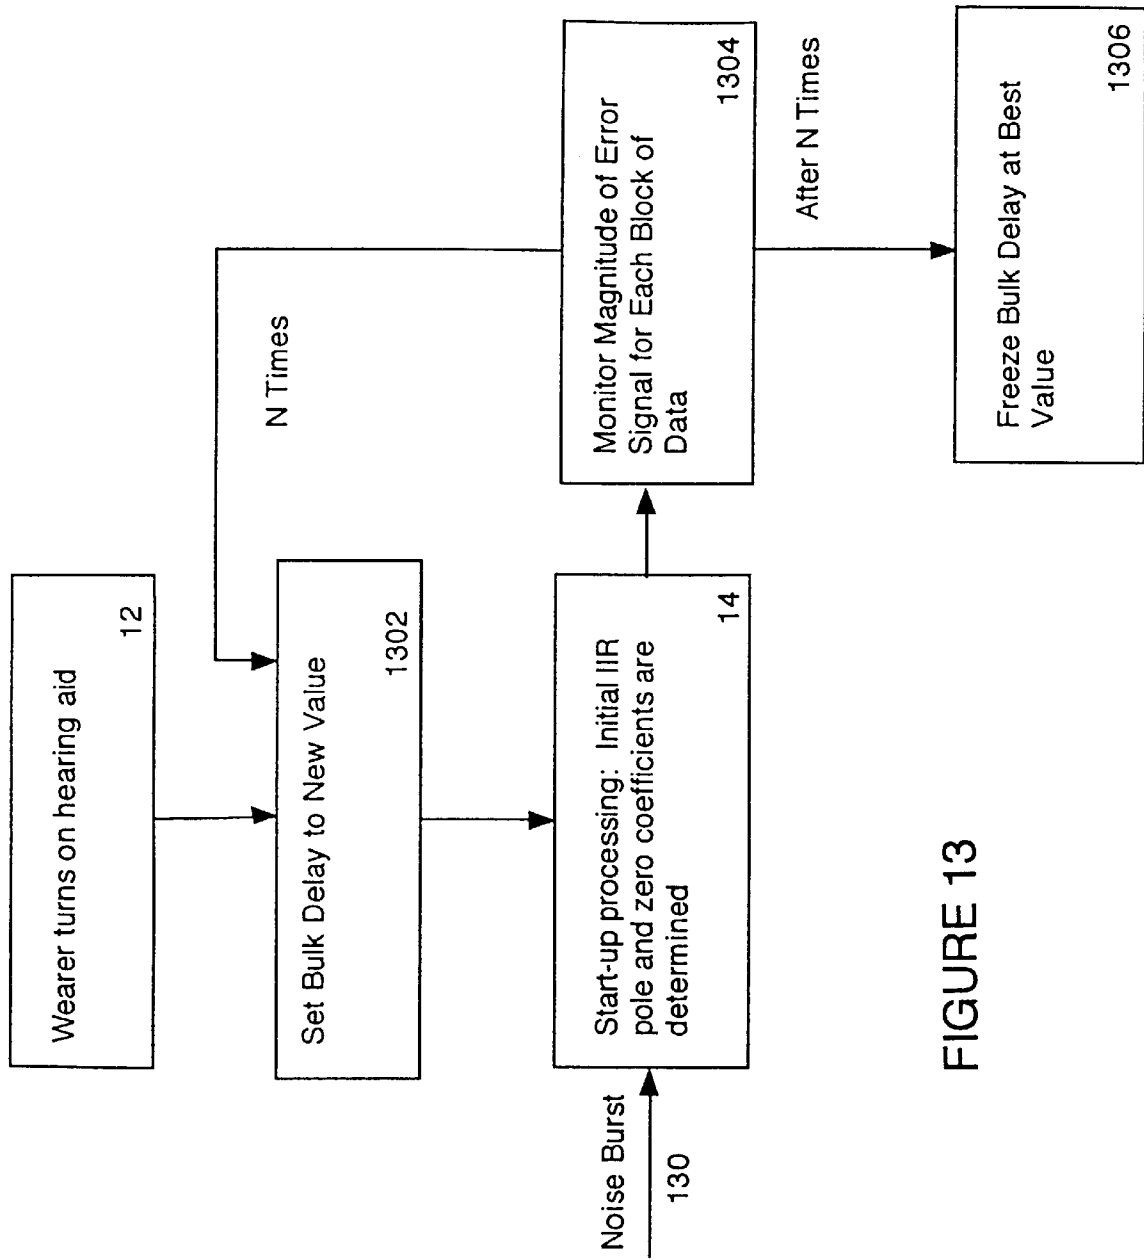 Wearer turns on hearing aid
12
N Times
Set Bulk Delay to New Value
1302
Noise Burst
130
Start-up processing: Initial IIR
pole and zero coefficients are
determined
14
Monitor Magnitude of Error
Signal for Each Block of
Data
1304
After N Times
Freeze Bulk Delay at Best
Value
1306
FIGURE 13